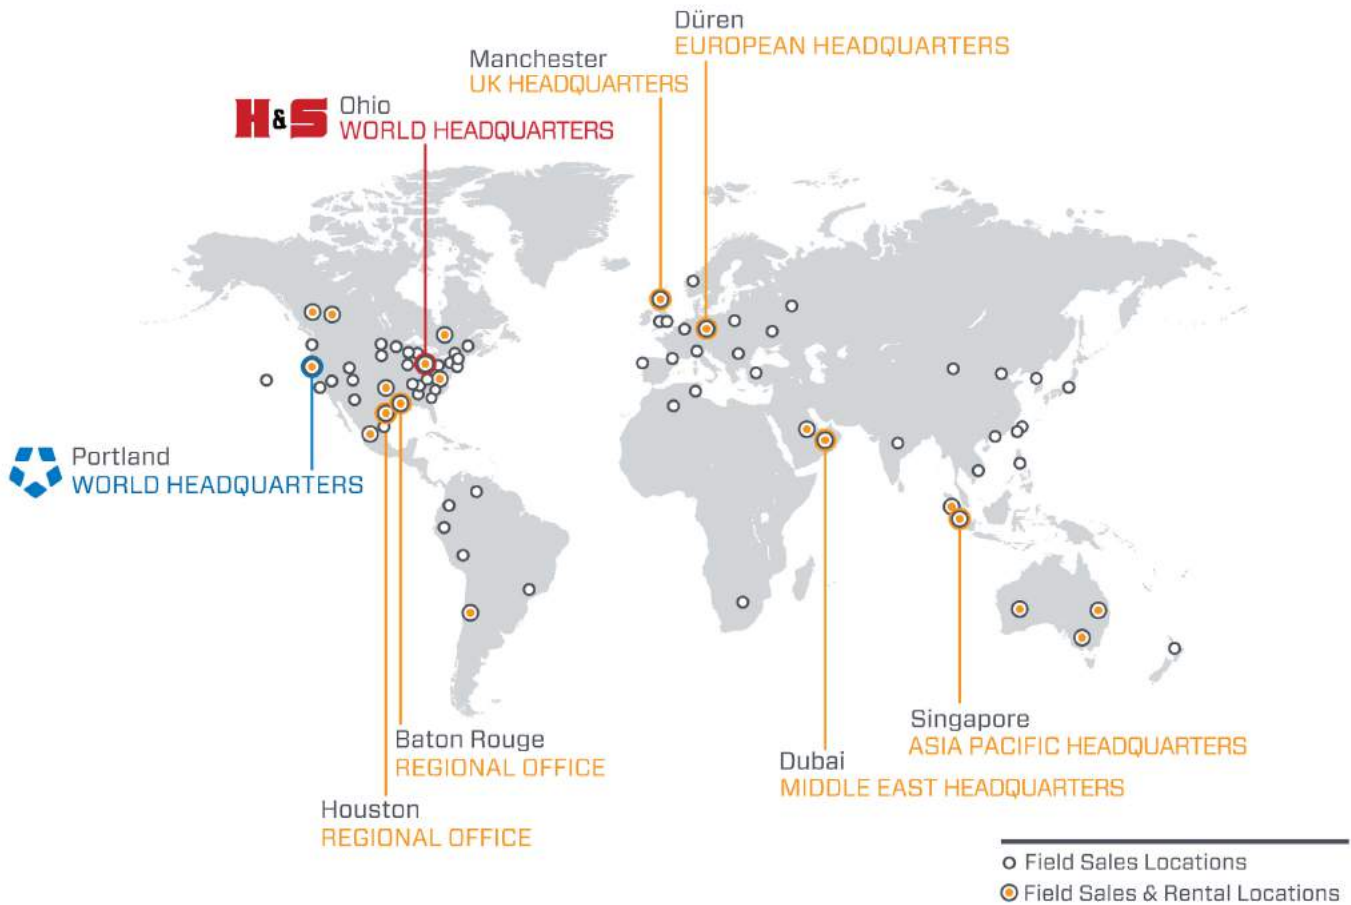 Düren
EUROPEAN HEADQUARTERS
Manchester
UK HEADQUARTERS
H&S
Ohio
WORLD HEADQUARTERS
Portland
WORLD HEADQUARTERS
Baton Rouge
REGIONAL OFFICE
Houston
REGIONAL OFFICE
Singapore
ASIA PACIFIC HEADQUARTERS
Dubai
MIDDLE EAST HEADQUARTERS
Field Sales Locations
Field Sales & Rental Locations